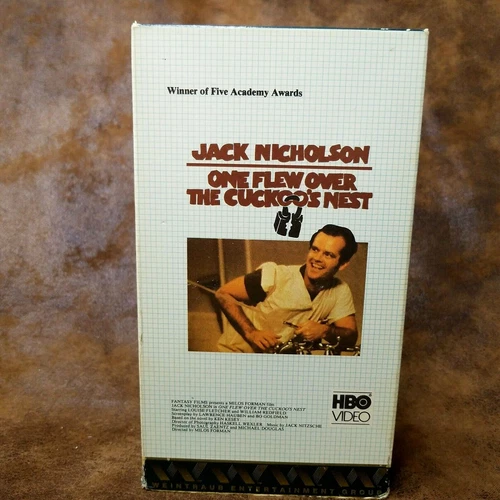 Winner of Five Academy Awards
JACK NICHOLSON
ONE FLEW OVER
THE CUCKOO'S NEST
FANTASY FILMS presents a MILOS FORMAN film
JACK NICHOLSON in ONE FLEW OVER THE CUCKOO'S NEST
Starring LOUISE FLETCHER and WILLIAM REDFIELD
Screenplay by LAWRENCE HAUBEN and BO GOLDMAN
Based on the novel by KEN KESEY
Director of Photography HASKELL WEXLER Music by JACK NITZSCHE
Produced by SAUL ZAENTZ and MICHAEL DOUGLAS
Directed by MILOS FORMAN
HBO
VIDEO
WEINTRAUB ENTERTAINMENT GROUP